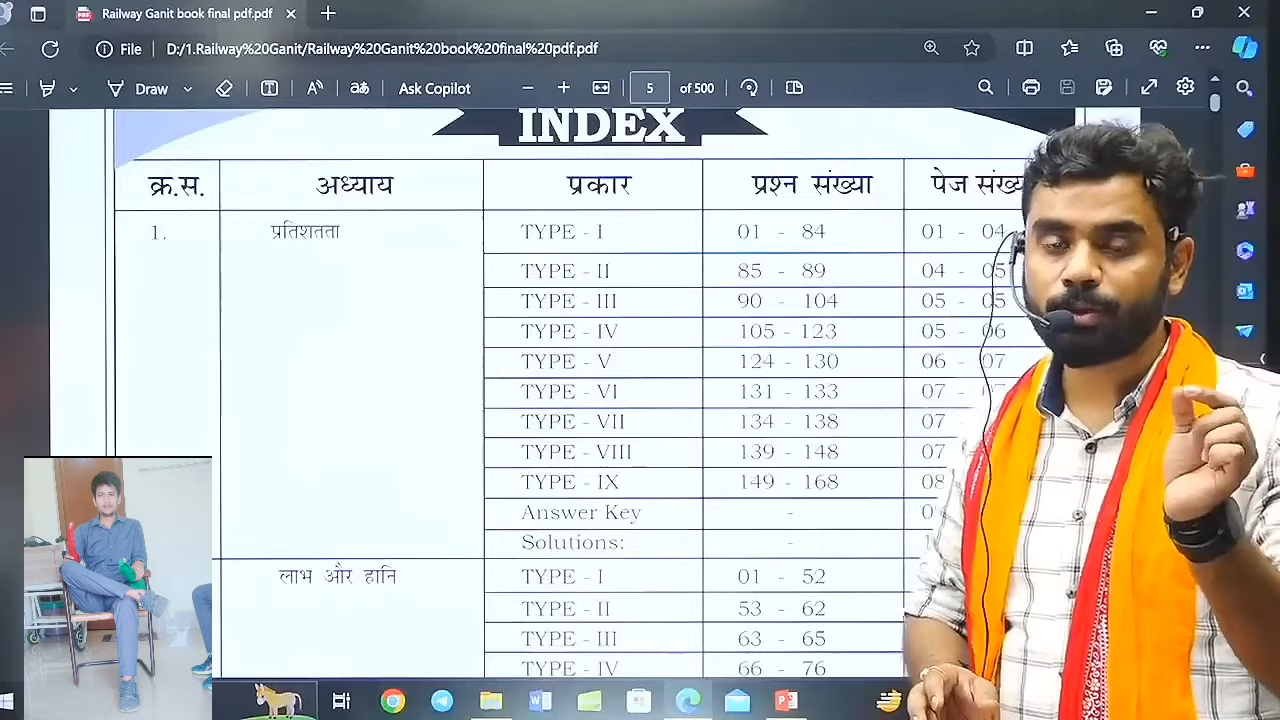 Railway Ganit book final pdf.pdf
File D:/1.Railway%20Ganit/Railway%20Ganit%20book%20final%20pdf.pdf
Draw Ask Copilot 5 of 500
INDEX
क्र.स. अध्याय प्रकार प्रश्न संख्या पेज संख्य
1. प्रतिशतता TYPE - I 01 - 84 01 - 04
TYPE - II 85 - 89 04 - 05
TYPE - III 90 - 104 05 - 05
TYPE - IV 105 - 123 05 - 06
TYPE - V 124 - 130 06 - 07
TYPE - VI 131 - 133 07 - 07
TYPE - VII 134 - 138 07
TYPE - VIII 139 - 148 07
TYPE - IX 149 - 168 08
Answer Key -
Solutions: -
लाभ और हानि TYPE - I 01 - 52
TYPE - II 53 - 62
TYPE - III 63 - 65
TYPE - IV 66 - 76